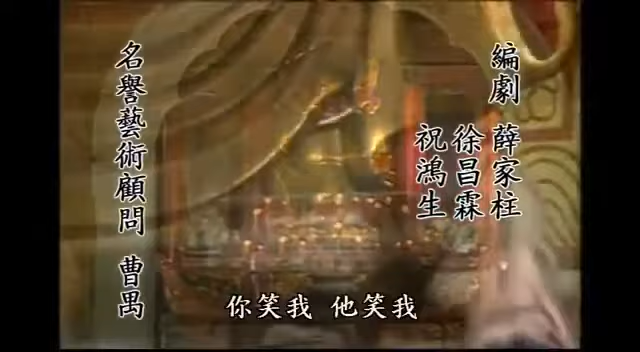 編劇 薛家柱
徐昌霖
祝鴻生
名譽藝術顧問 曹禺
你笑我 他笑我